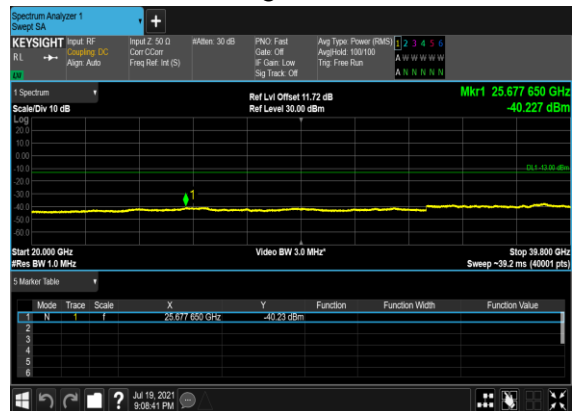 Spectrum Analyzer 1
Swept SA
+
KEYSIGHT Input: RF Input Z: 50 Ω #Atten: 30 dB PNO: Fast Avg Type: Power (RMS) 1 2 3 4 5 6
RL Coupling: DC Corr CCorr Gate: Off Avg|Hold: 100/100 A W W W W W
Align: Auto Freq Ref: Int (S) IF Gain: Low Trig: Free Run
Sig Track: Off A N N N N N
LW
1 Spectrum Ref Lvl Offset 11.72 dB Mkr1 25.677 650 GHz
Scale/Div 10 dB Ref Level 30.00 dBm -40.227 dBm
Log
20.0
10.0
0.00
-10.0 DL1 -13.00 dBm
-20.0
-30.0 1
-40.0
-50.0
-60.0
Start 20.000 GHz Video BW 3.0 MHz* Stop 39.800 GHz
#Res BW 1.0 MHz Sweep ~39.2 ms (40001 pts)
5 Marker Table
Mode Trace Scale X Y Function Function Width Function Value
1 N 1 f 25.677 650 GHz -40.23 dBm
2
3
4
5
6
? Jul 19, 2021
9:08:41 PM